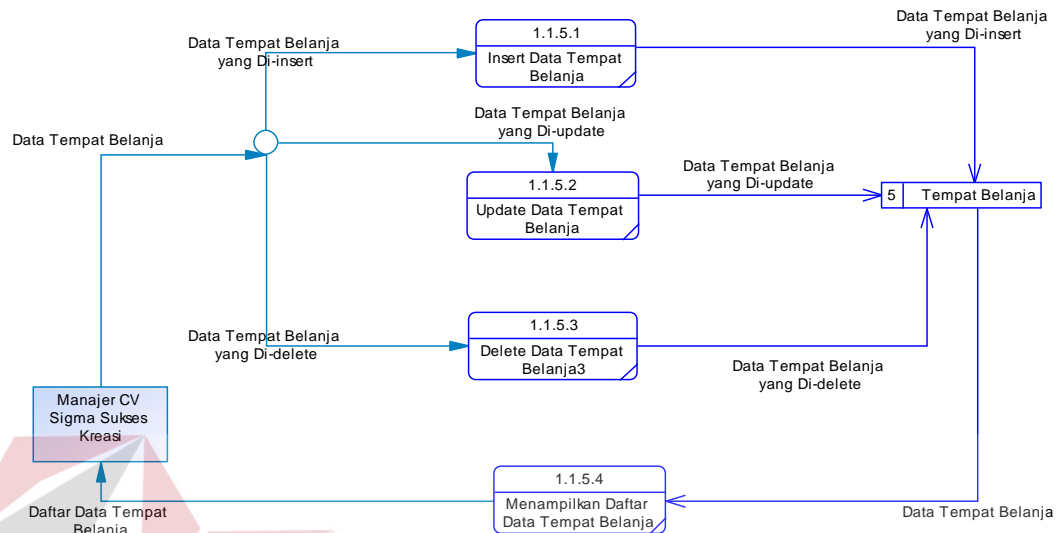 Data Tempat Belanja
yang Di-insert
1.1.5.1
Insert Data Tempat
Belanja
Data Tempat Belanja
yang Di-insert
Data Tempat Belanja
Data Tempat Belanja
yang Di-update
1.1.5.2
Update Data Tempat
Belanja
Data Tempat Belanja
yang Di-update
5 Tempat Belanja
Data Tempat Belanja
yang Di-delete
1.1.5.3
Delete Data Tempat
Belanja3
Data Tempat Belanja
yang Di-delete
Manajer CV
Sigma Sukses
Kreasi
1.1.5.4
Menampilkan Daftar
Data Tempat Belanja
Daftar Data Tempat
Belanja
Data Tempat Belanja